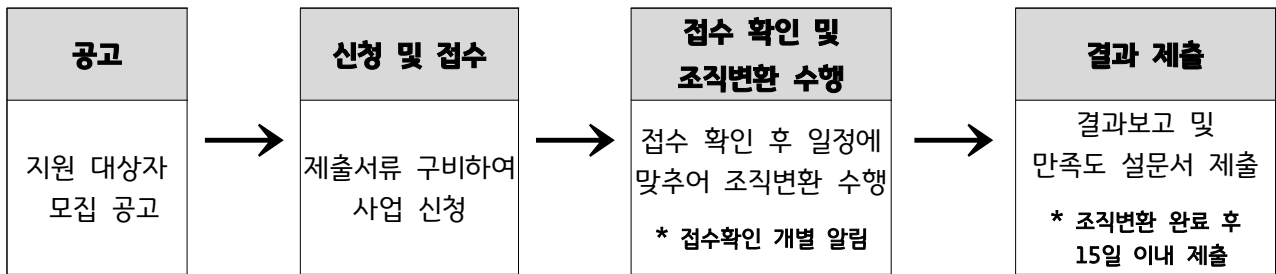 공고
지원 대상자
모집 공고
신청 및 접수
제출서류 구비하여
사업 신청
접수 확인 및
조직변환 수행
접수 확인 후 일정에
맞추어 조직변환 수행
* 접수확인 개별 알림
결과 제출
결과보고 및
만족도 설문서 제출
* 조직변환 완료 후
15일 이내 제출